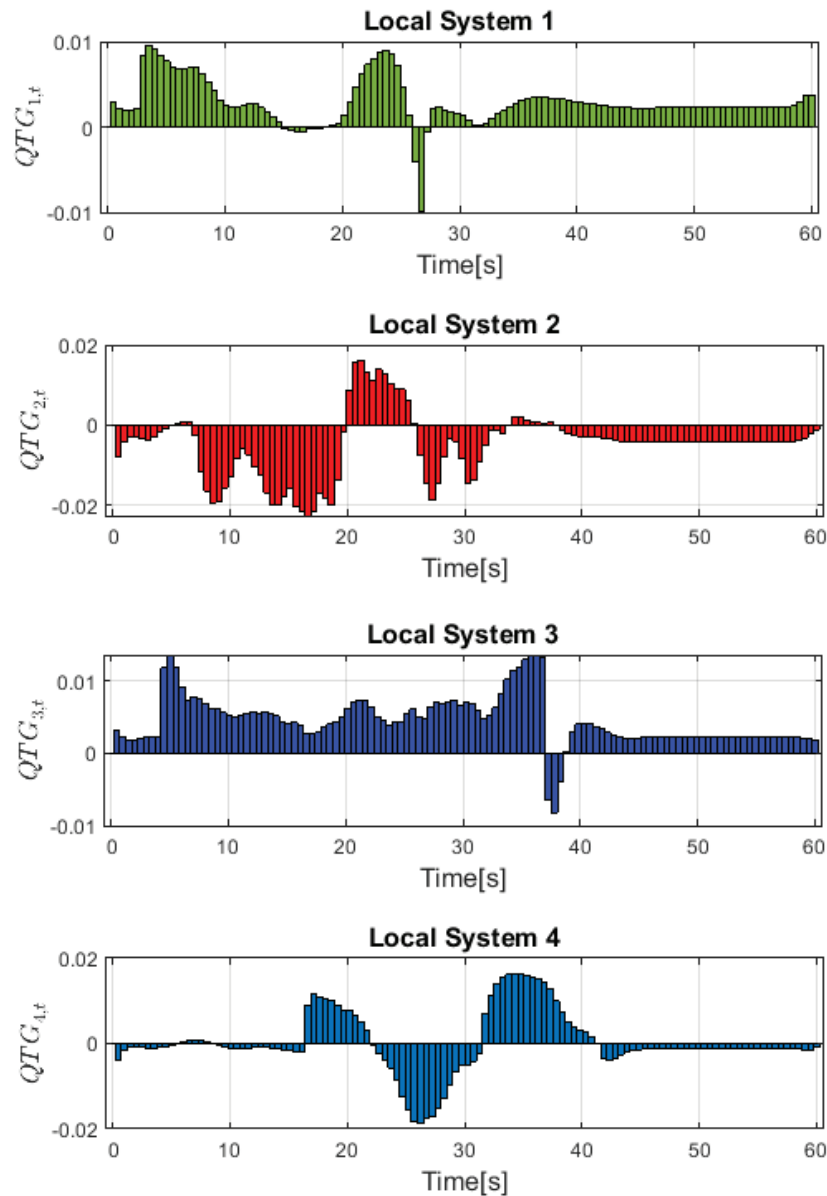 Local System 1
0.01
0
-0.01
QTG1,t
0 10 20 30 40 50 60
Time[s]
Local System 2
0.02
0
-0.02
QTG2,t
0 10 20 30 40 50 60
Time[s]
Local System 3
0.01
0
-0.01
QTG3,t
0 10 20 30 40 50 60
Time[s]
Local System 4
0.02
0
-0.02
QTG4,t
0 10 20 30 40 50 60
Time[s]